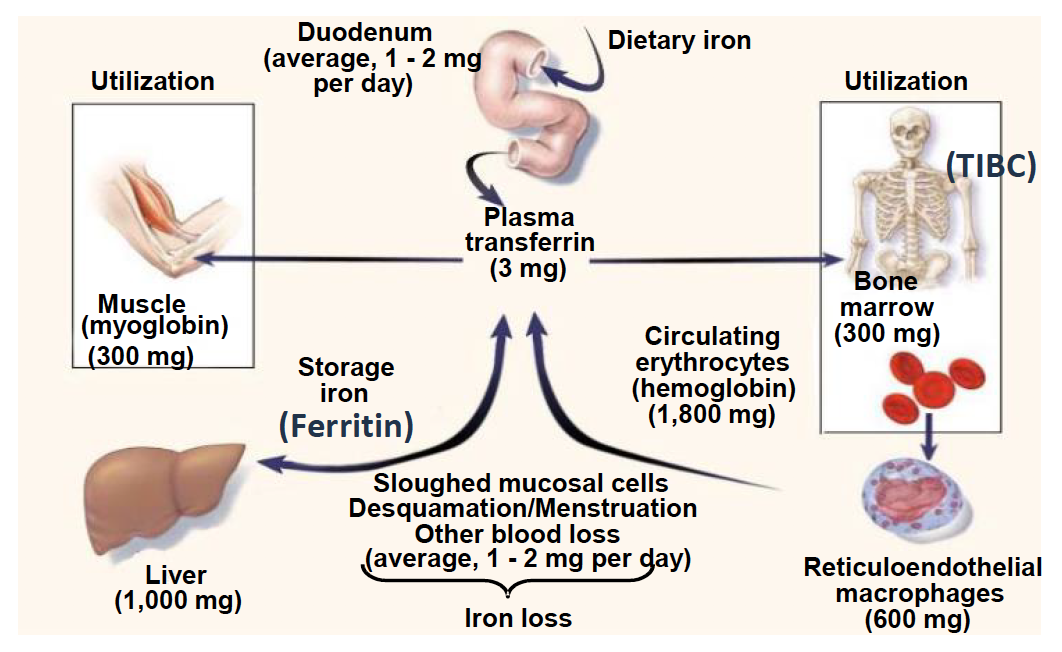 Duodenum
(average, 1 - 2 mg
per day)
Dietary iron
Utilization
Utilization
(TIBC)
Plasma
transferrin
(3 mg)
Muscle
(myoglobin)
(300 mg)
Bone
marrow
(300 mg)
Storage
iron
(Ferritin)
Circulating
erythrocytes
(hemoglobin)
(1,800 mg)
Sloughed mucosal cells
Desquamation/Menstruation
Other blood loss
(average, 1 - 2 mg per day)
Iron loss
Liver
(1,000 mg)
Reticuloendothelial
macrophages
(600 mg)